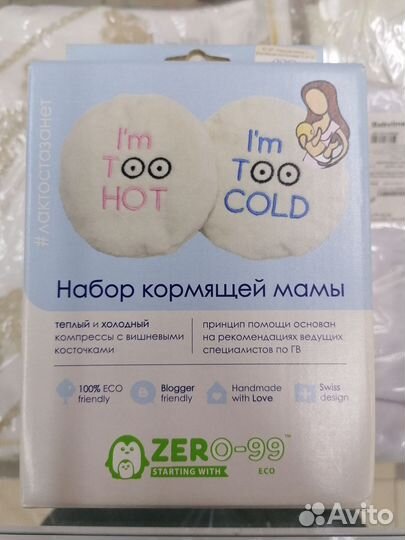 #лактостазанет
I'm
TOO
HOT
I'm
TOO
COLD
Набор кормящей мамы
теплый и холодный
компрессы с вишневыми
косточками
принцип помощи основан
на рекомендациях ведущих
специалистов по ГВ
100% ECO
friendly
B
Blogger
friendly
Handmade
with Love
Swiss
design
ZERO-99™
STARTING WITH
ECO
Avito